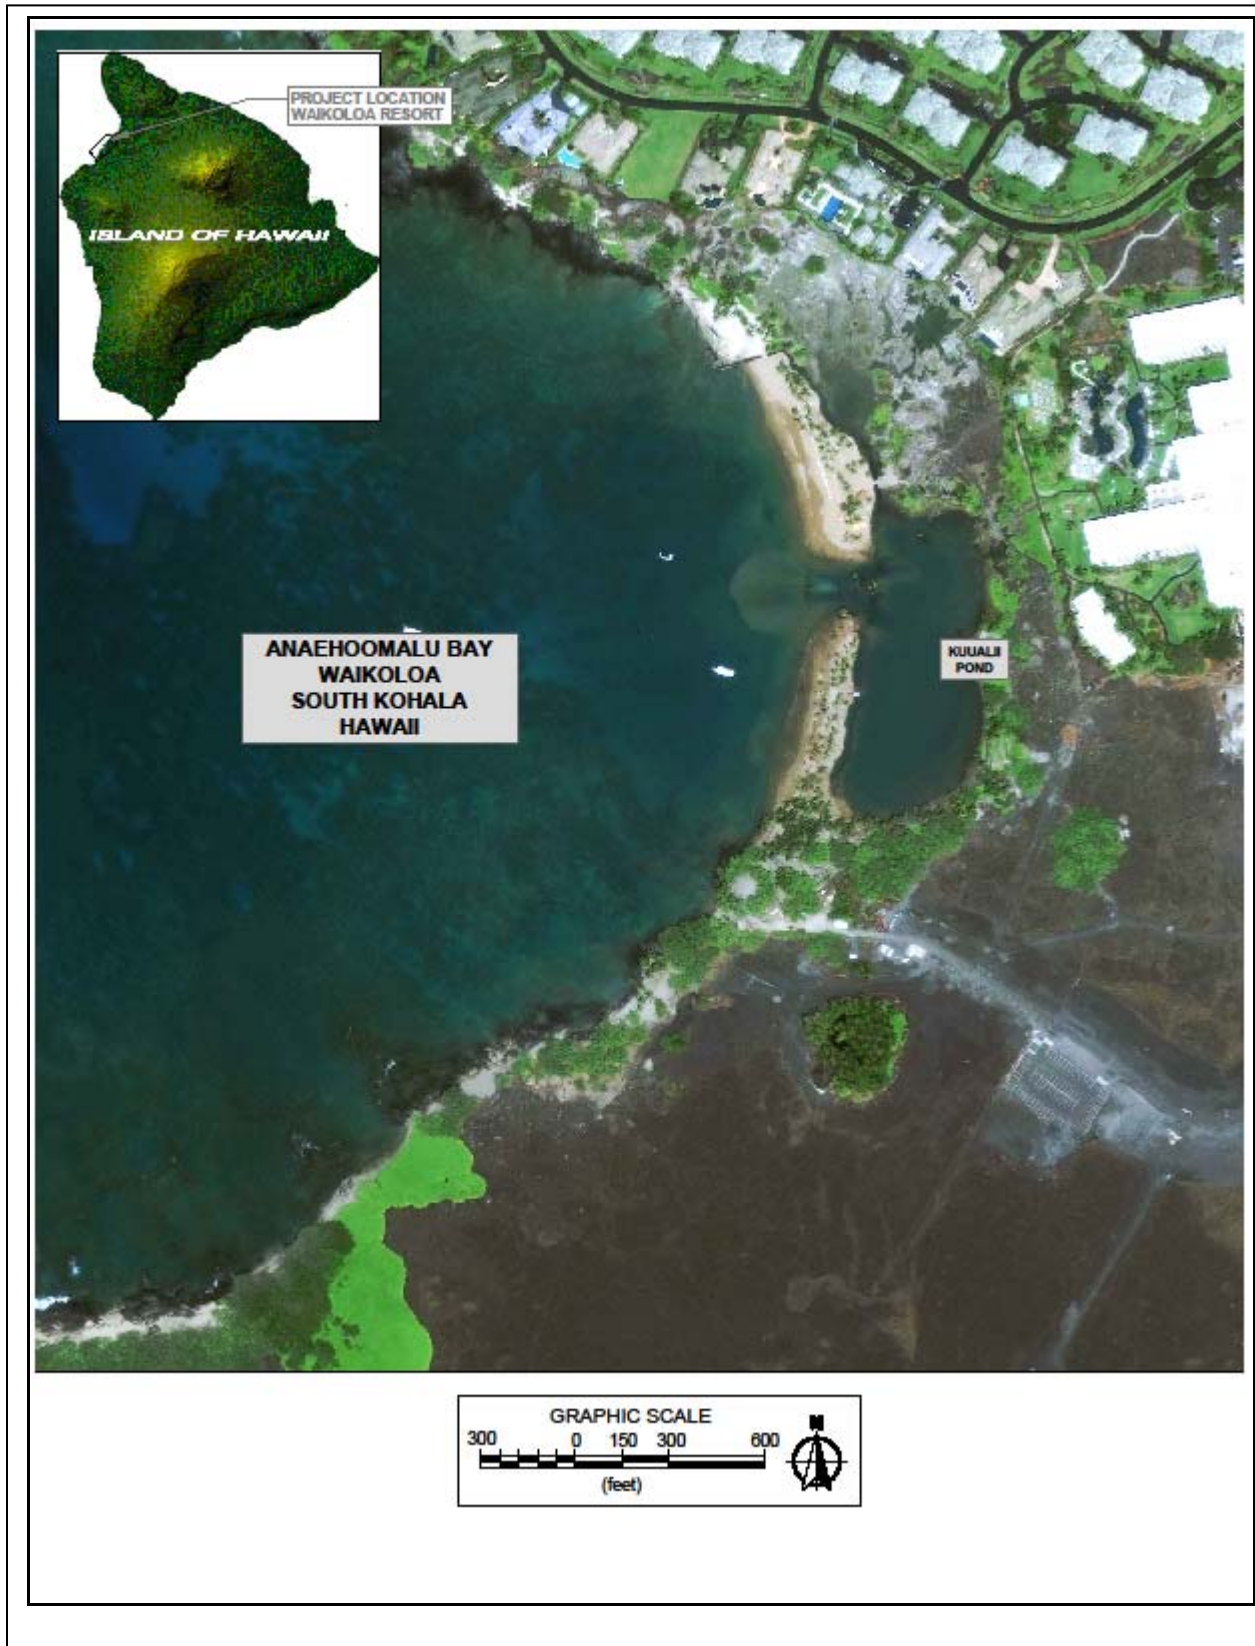 PROJECT LOCATION
WAIKOLOA RESORT
ISLAND OF HAWAII
ANAEHOOMALU BAY
WAIKOLOA
SOUTH KOHALA
HAWAII
KUUALII
POND
GRAPHIC SCALE
300 0 150 300 600
(feet)
N